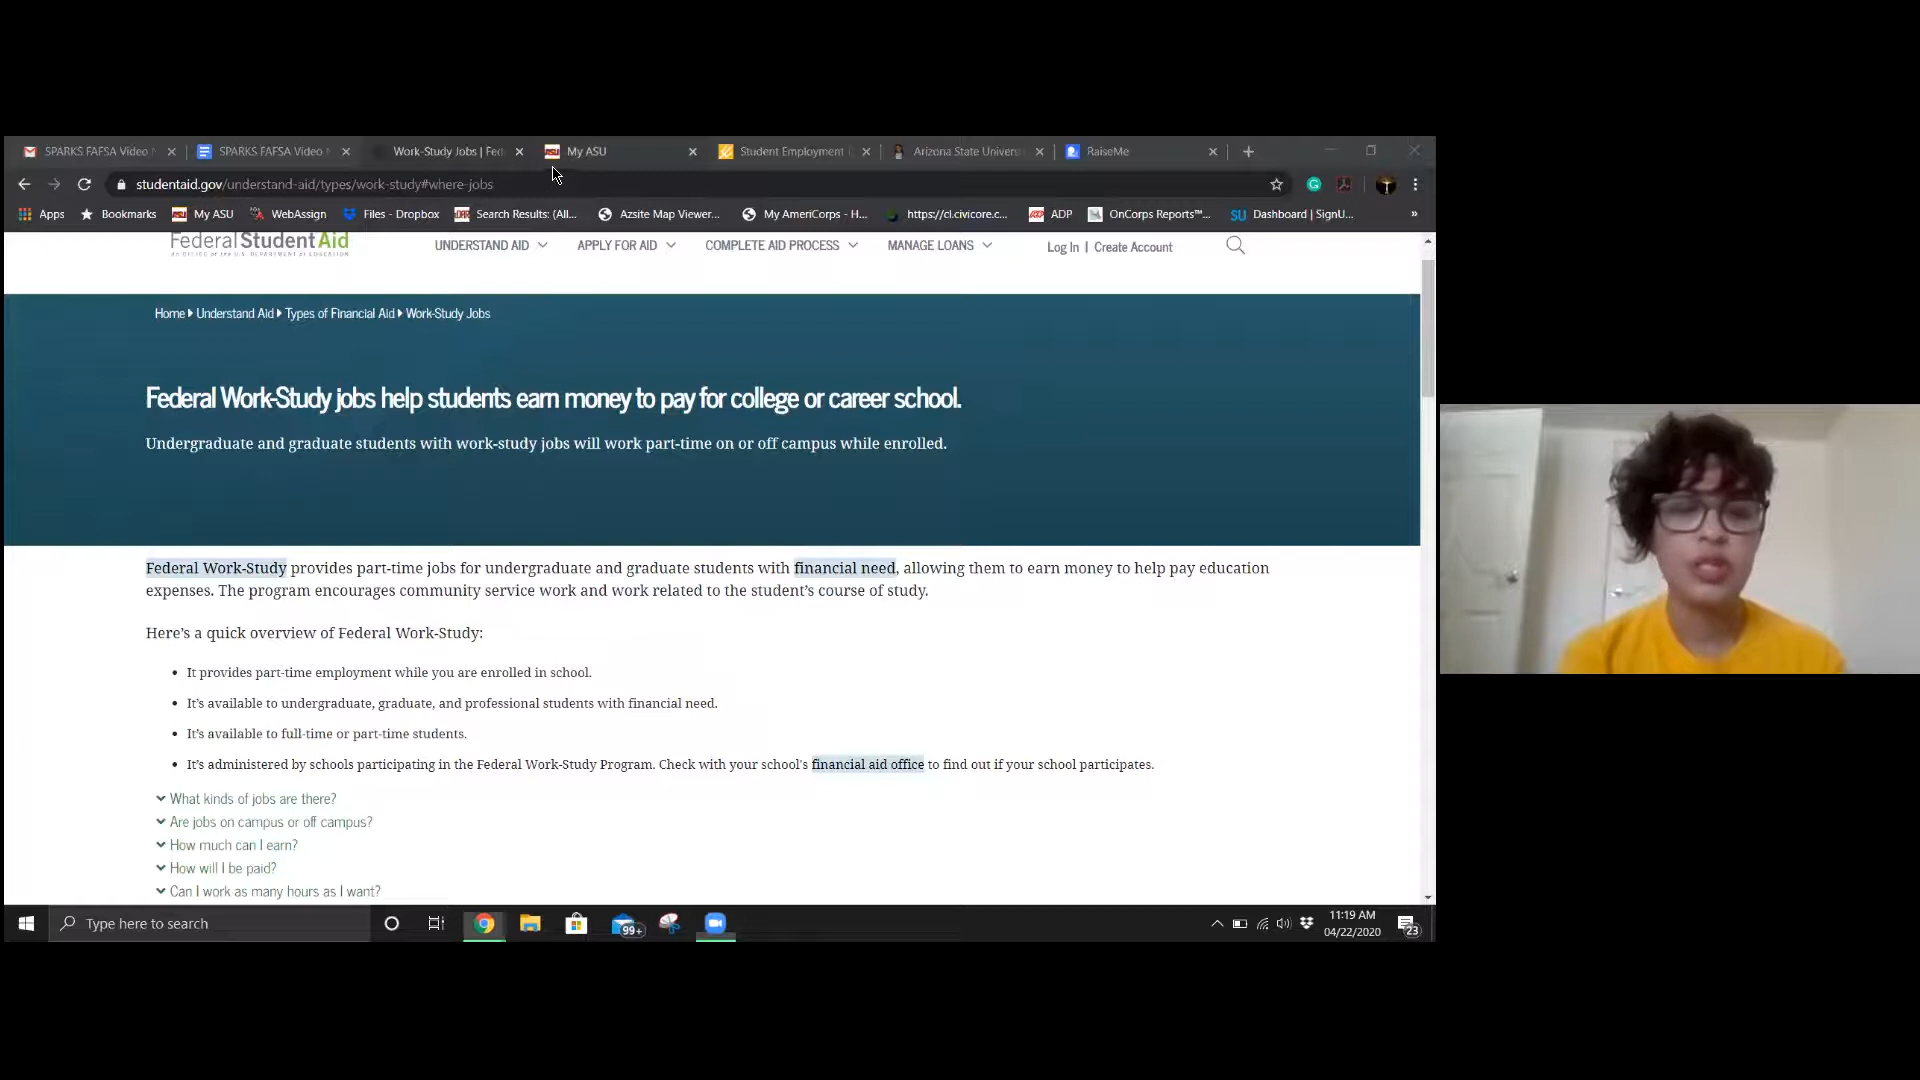 SPARKS FAFSA Video
SPARKS FAFSA Video
Work-Study Jobs | Fed
My ASU
Student Employment
Arizona State Univers
RaiseMe
studentaid.gov/understand-aid/types/work-study#where-jobs
Apps
Bookmarks
My ASU
WebAssign
Files - Dropbox
Search Results: (All...
Azsite Map Viewer...
My AmeriCorps - H...
https://cl.civicore.c...
ADP
OnCorps Reports™...
SU Dashboard | SignU...
»
Federal StudentAid
An OFFICE of the U.S. DEPARTMENT of EDUCATION
UNDERSTAND AID
APPLY FOR AID
COMPLETE AID PROCESS
MANAGE LOANS
Log In | Create Account
Home Understand Aid Types of Financial Aid Work-Study Jobs
Federal Work-Study jobs help students earn money to pay for college or career school.
Undergraduate and graduate students with work-study jobs will work part-time on or off campus while enrolled.
Federal Work-Study provides part-time jobs for undergraduate and graduate students with financial need, allowing them to earn money to help pay education
expenses. The program encourages community service work and work related to the student’s course of study.
Here’s a quick overview of Federal Work-Study:
• It provides part-time employment while you are enrolled in school.
• It’s available to undergraduate, graduate, and professional students with financial need.
• It’s available to full-time or part-time students.
• It’s administered by schools participating in the Federal Work-Study Program. Check with your school's financial aid office to find out if your school participates.
What kinds of jobs are there?
Are jobs on campus or off campus?
How much can I earn?
How will I be paid?
Can I work as many hours as I want?
Type here to search
99+
11:19 AM
04/22/2020
23